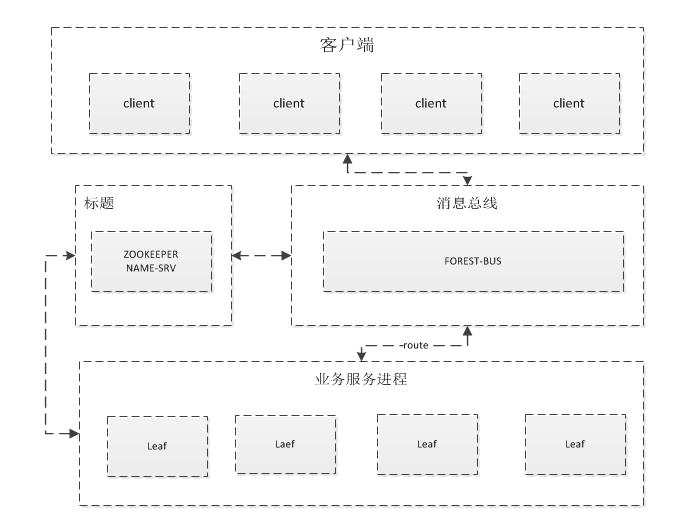 客户端
client
client
client
client
标题
ZOOKEEPER
NAME-SRV
消息总线
FOREST-BUS
route
业务服务进程
Leaf
Laef
Leaf
Leaf